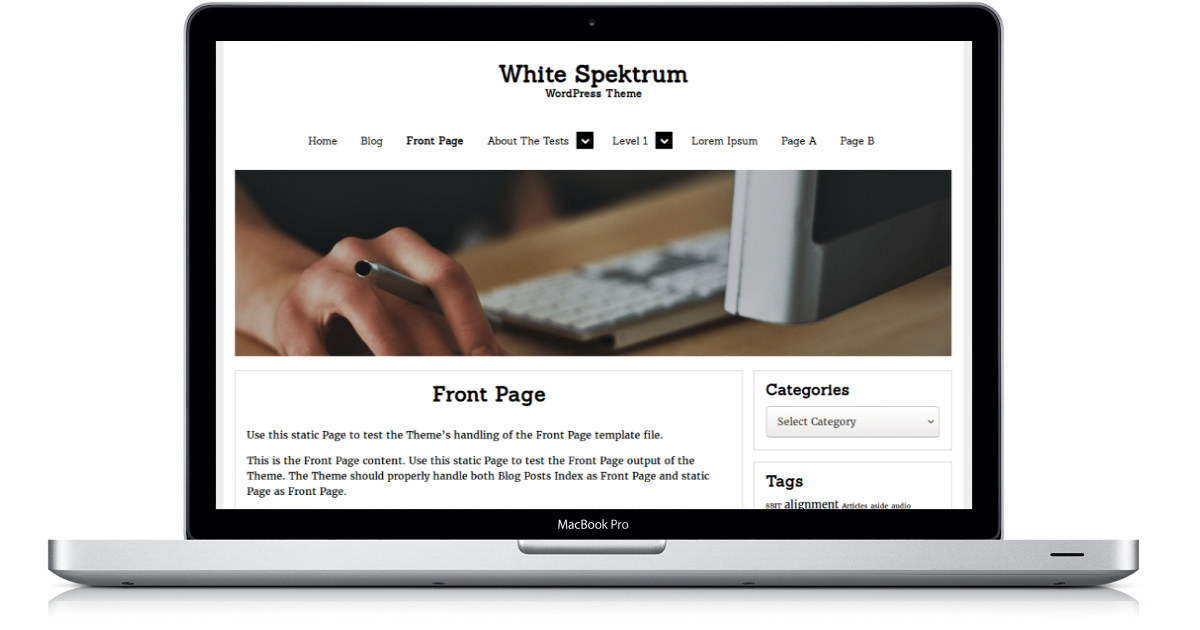 White Spektrum
WordPress Theme
Home Blog Front Page About The Tests Level 1 Lorem Ipsum Page A Page B
Front Page
Use this static Page to test the Theme's handling of the Front Page template file.
This is the Front Page content. Use this static Page to test the Front Page output of the
Theme. The Theme should properly handle both Blog Posts Index as Front Page and static
Page as Front Page.
Categories
Select Category
Tags
8BIT alignment Articles aside audio
MacBook Pro